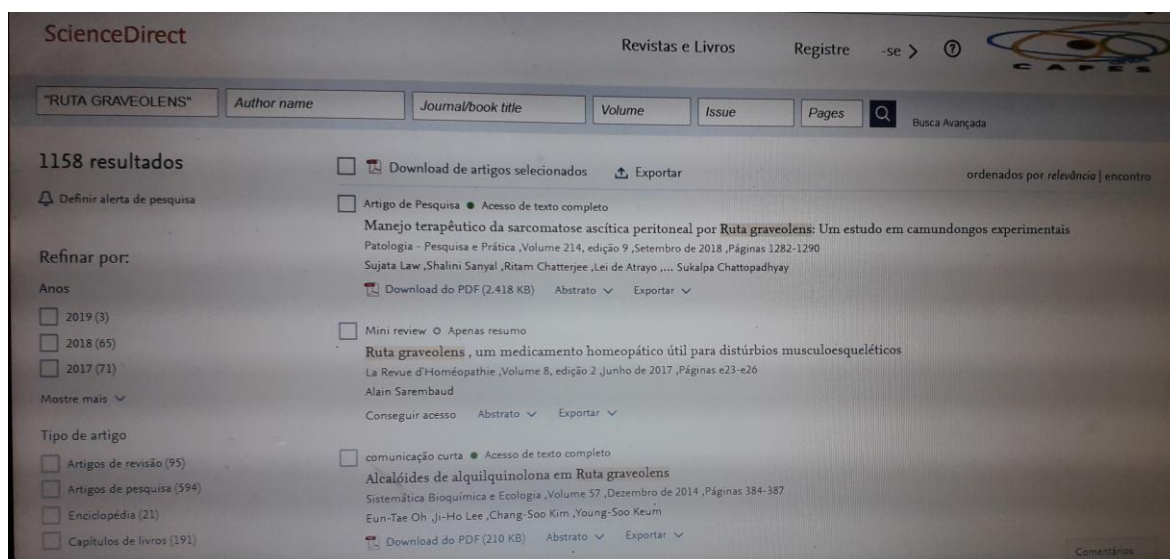 ScienceDirect
Revistas e Livros Registre -se > ?
CAPES
"RUTA GRAVEOLENS" Author name Journal/book title Volume Issue Pages Busca Avançada
1158 resultados
Definir alerta de pesquisa
Refinar por:
Anos
2019 (3)
2018 (65)
2017 (71)
Mostre mais
Tipo de artigo
Artigos de revisão (95)
Artigos de pesquisa (594)
Enciclopédia (21)
Capítulos de livros (191)
Download de artigos selecionados Exportar
ordenados por relevância | encontro
Artigo de Pesquisa ● Acesso de texto completo
Manejo terapêutico da sarcomatose ascítica peritoneal por Ruta graveolens: Um estudo em camundongos experimentais
Patologia - Pesquisa e Prática ,Volume 214, edição 9 ,Setembro de 2018 ,Páginas 1282-1290
Sujata Law ,Shalini Sanyal ,Ritam Chatterjee ,Lei de Atrayo ,... Sukalpa Chattopadhyay
Download do PDF (2.418 KB) Abstrato Exportar
Mini review O Apenas resumo
Ruta graveolens , um medicamento homeopático útil para distúrbios musculoesqueléticos
La Revue d'Homéopathie ,Volume 8, edição 2 ,Junho de 2017 ,Páginas e23-e26
Alain Sarembaud
Conseguir acesso Abstrato Exportar
comunicação curta ● Acesso de texto completo
Alcalóides de alquilquinolona em Ruta graveolens
Sistemática Bioquímica e Ecologia ,Volume 57 ,Dezembro de 2014 ,Páginas 384-387
Eun-Tae Oh ,Ji-Ho Lee ,Chang-Soo Kim ,Young-Soo Keum
Download do PDF (210 KB) Abstrato Exportar
Comentários